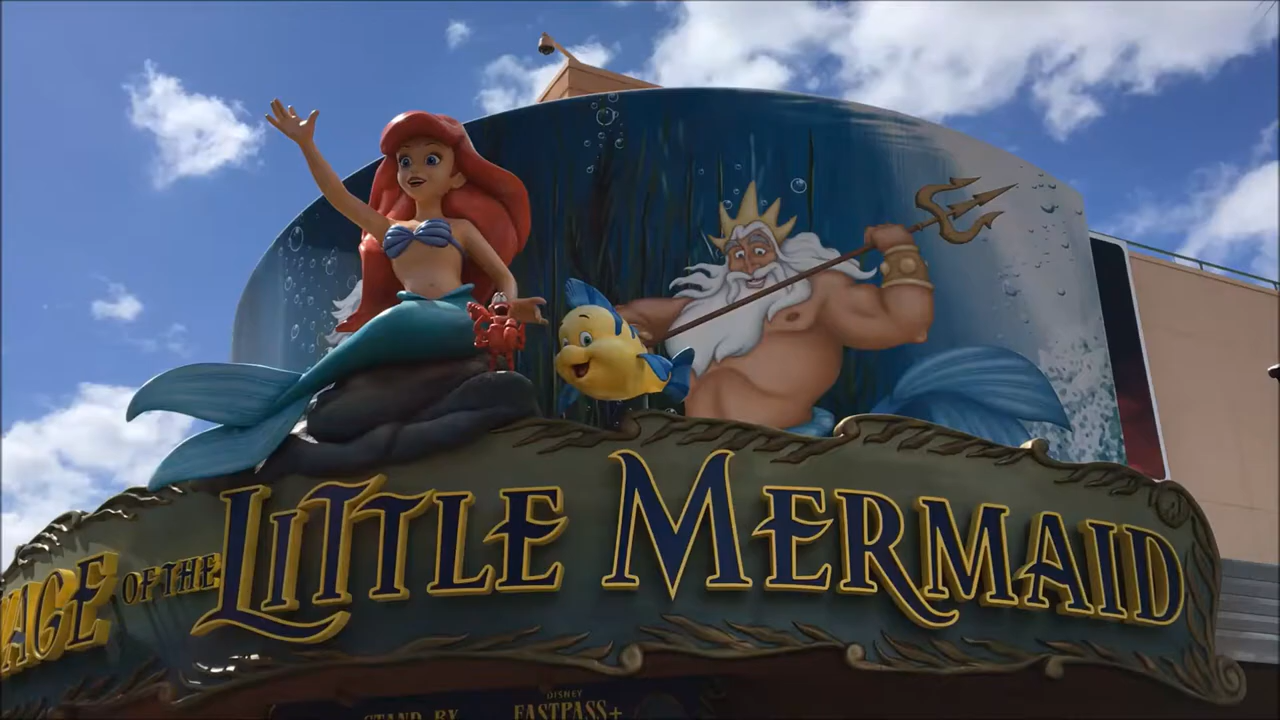 AGE OF THE LITTLE MERMAID
DISNEY
STAND BY FASTPASS+